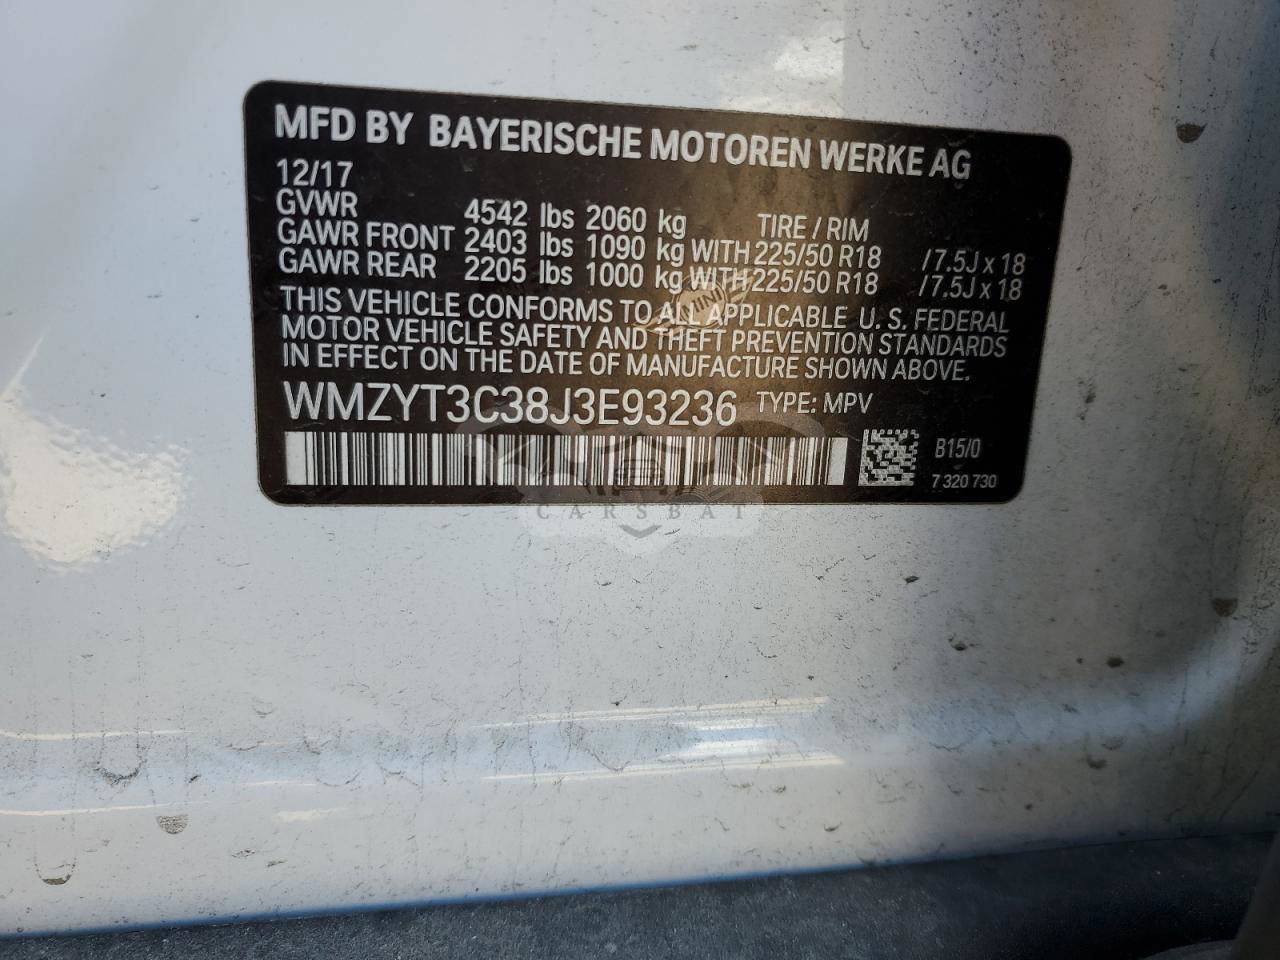 MFD BY BAYERISCHE MOTOREN WERKE AG
12/17
GVWR 4542 lbs 2060 kg TIRE / RIM
GAWR FRONT 2403 lbs 1090 kg WITH 225/50 R18 / 7.5J x 18
GAWR REAR 2205 lbs 1000 kg WITH 225/50 R18 / 7.5J x 18
THIS VEHICLE CONFORMS TO ALL APPLICABLE U. S. FEDERAL
MOTOR VEHICLE SAFETY AND THEFT PREVENTION STANDARDS
IN EFFECT ON THE DATE OF MANUFACTURE SHOWN ABOVE.
WMZYT3C38J3E93236 TYPE: MPV
B15/0
7 320 730
MINI
CARSBAT